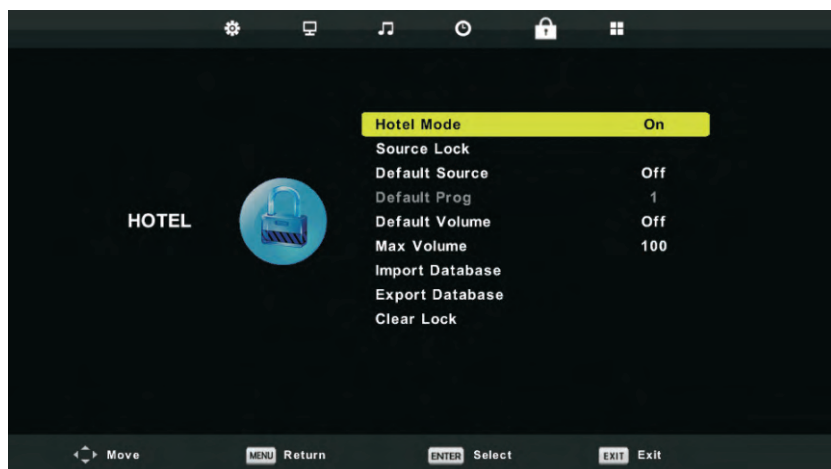 HOTEL
Hotel Mode On
Source Lock
Default Source Off
Default Prog 1
Default Volume Off
Max Volume 100
Import Database
Export Database
Clear Lock
Move MENU Return ENTER Select EXIT Exit